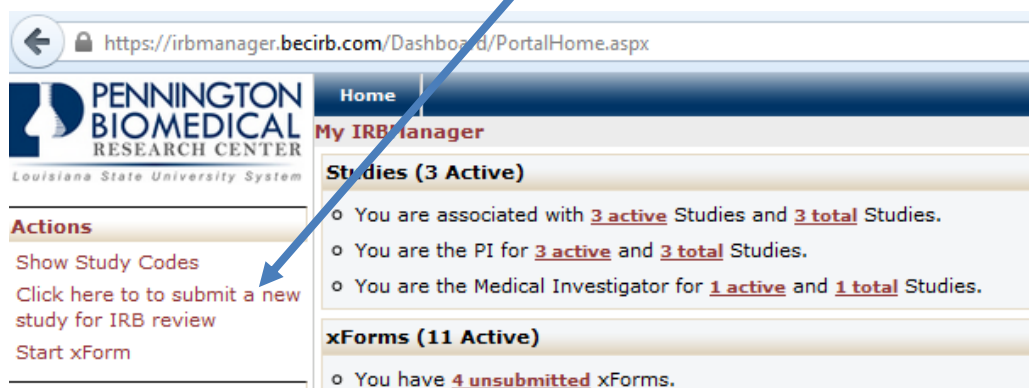 https://irbmanager.becirb.com/Dashboard/PortalHome.aspx
PENNINGTON
BIOMEDICAL
RESEARCH CENTER
Louisiana State University System
Home
My IRBManager
Actions
Show Study Codes
Click here to to submit a new
study for IRB review
Start xForm
Studies (3 Active)
You are associated with 3 active Studies and 3 total Studies.
You are the PI for 3 active and 3 total Studies.
You are the Medical Investigator for 1 active and 1 total Studies.
xForms (11 Active)
You have 4 unsubmitted xForms.